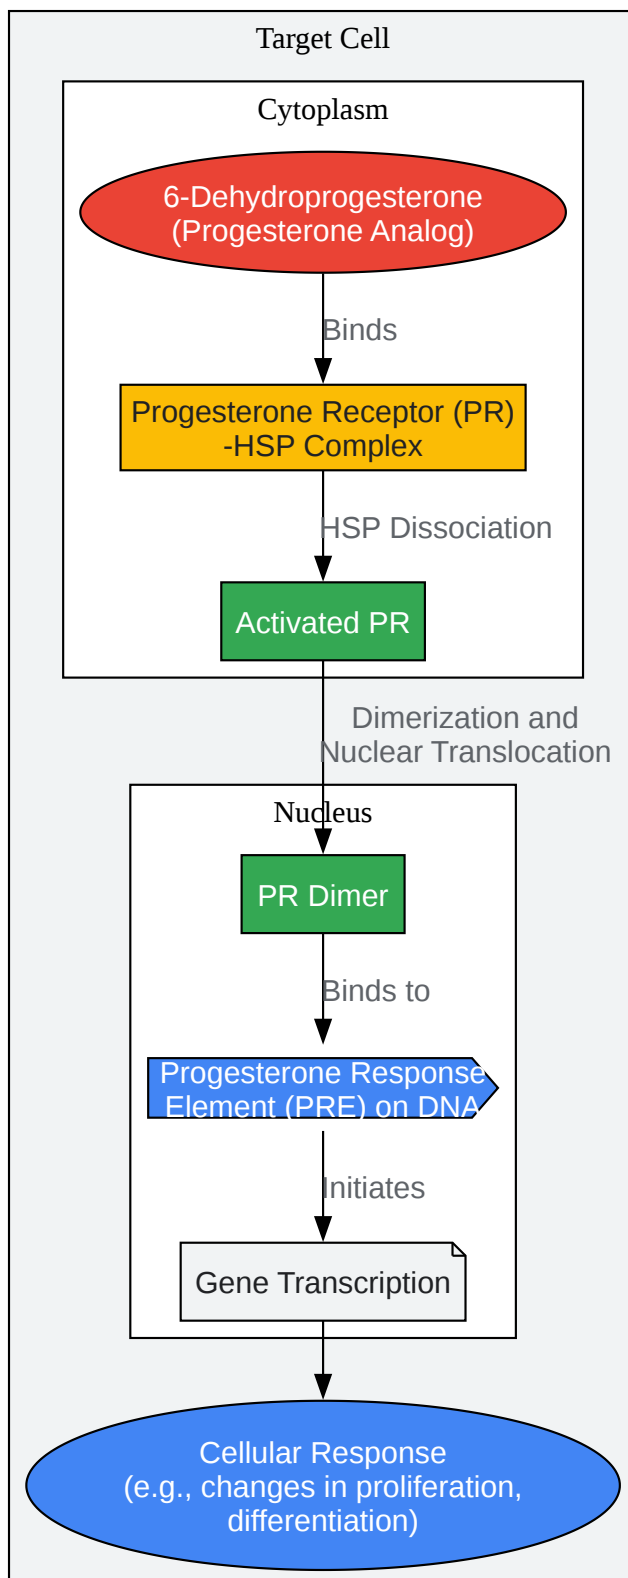 Target Cell
Cytoplasm
6-Dehydroprogesterone
(Progesterone Analog)
Binds
Progesterone Receptor (PR)
-HSP Complex
HSP Dissociation
Activated PR
Dimerization and
Nuclear Translocation
Nucleus
PR Dimer
Binds to
Progesterone Response
Element (PRE) on DNA
Initiates
Gene Transcription
Cellular Response
(e.g., changes in proliferation,
differentiation)